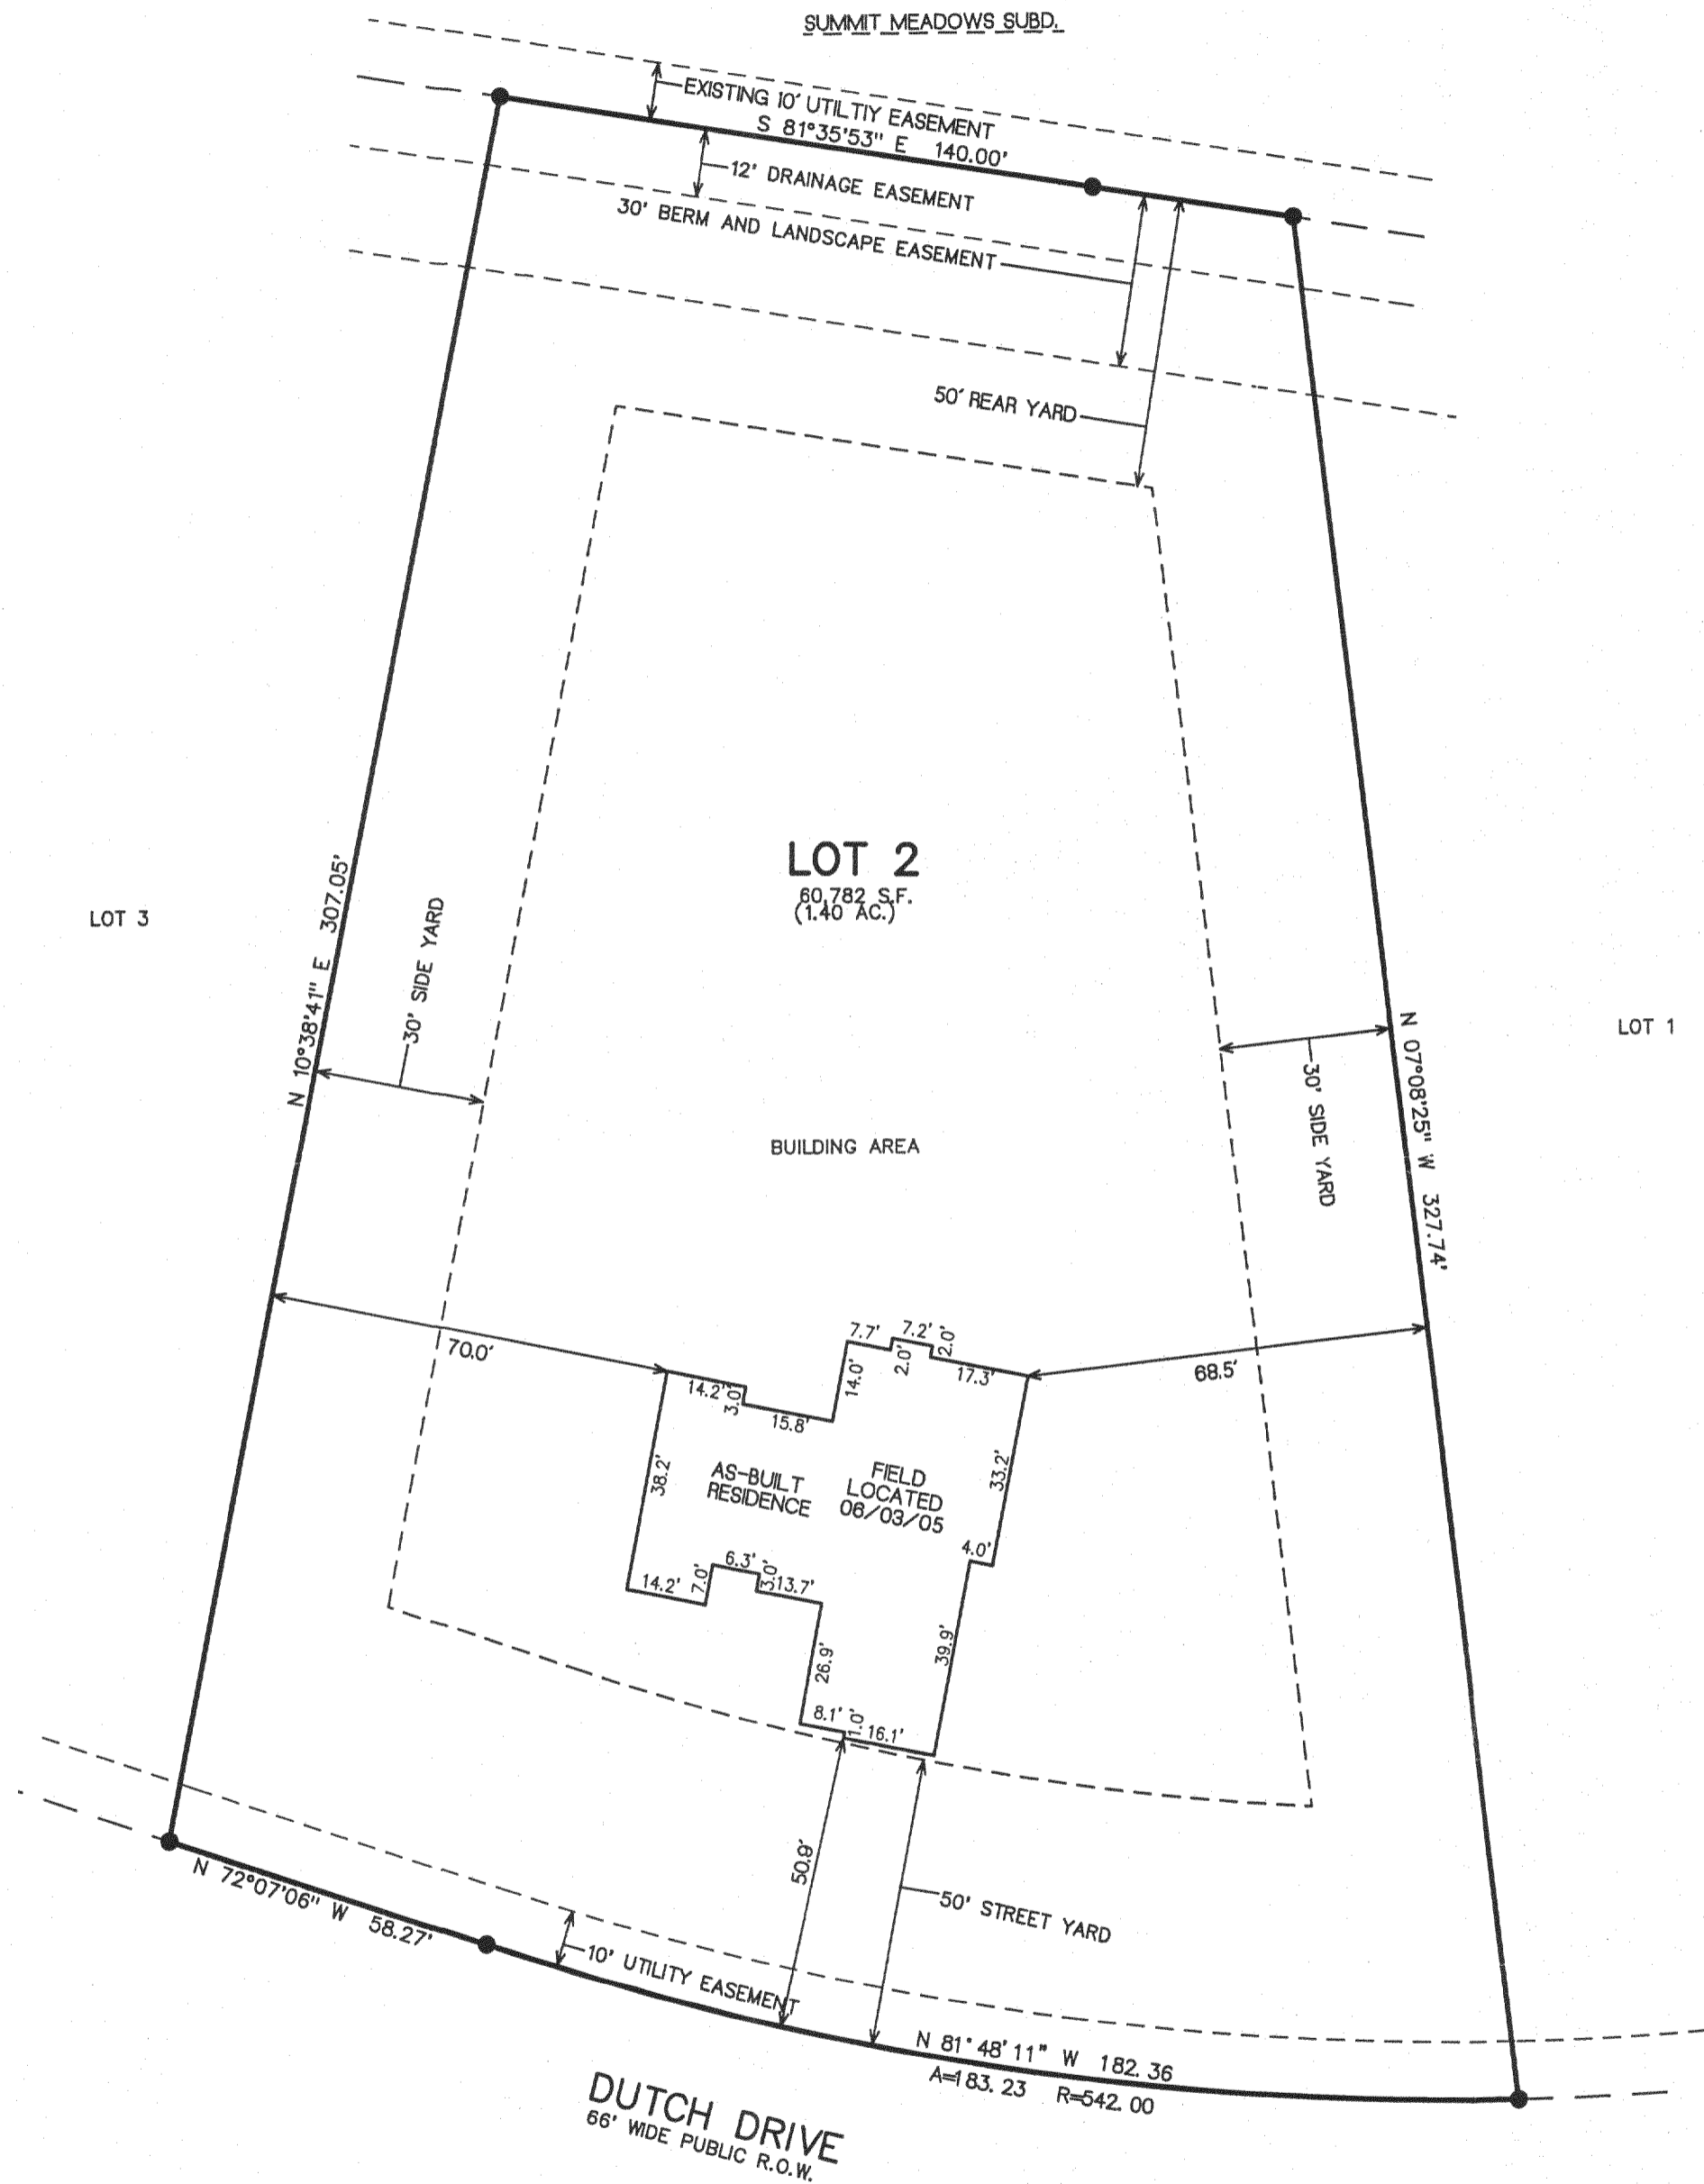 SUMMIT MEADOWS SUBD.
EXISTING 10' UTILTIY EASEMENT
S 81°35'53" E 140.00'
12' DRAINAGE EASEMENT
30' BERM AND LANDSCAPE EASEMENT
50' REAR YARD
LOT 2
60,782 S.F.
(1.40 AC.)
LOT 3
N 10°38'41" E 307.05'
30' SIDE YARD
LOT 1
N 07°08'25" W 327.74'
30' SIDE YARD
BUILDING AREA
70.0'
68.5'
14.2'
3.0'
15.8'
14.0'
7.7'
2.0'
7.2'
2.0'
17.3'
38.2'
AS-BUILT
RESIDENCE
FIELD
LOCATED
06/03/05
33.2'
4.0'
14.2'
7.0'
6.3'
3.0'
13.7'
26.9'
39.9'
8.1'
1.0'
16.1'
50.9'
50' STREET YARD
N 72°07'06" W 58.27'
10' UTILITY EASEMENT
N 81°48'11" W 182.36
A=183.23 R=542.00
DUTCH DRIVE
66' WIDE PUBLIC R.O.W.